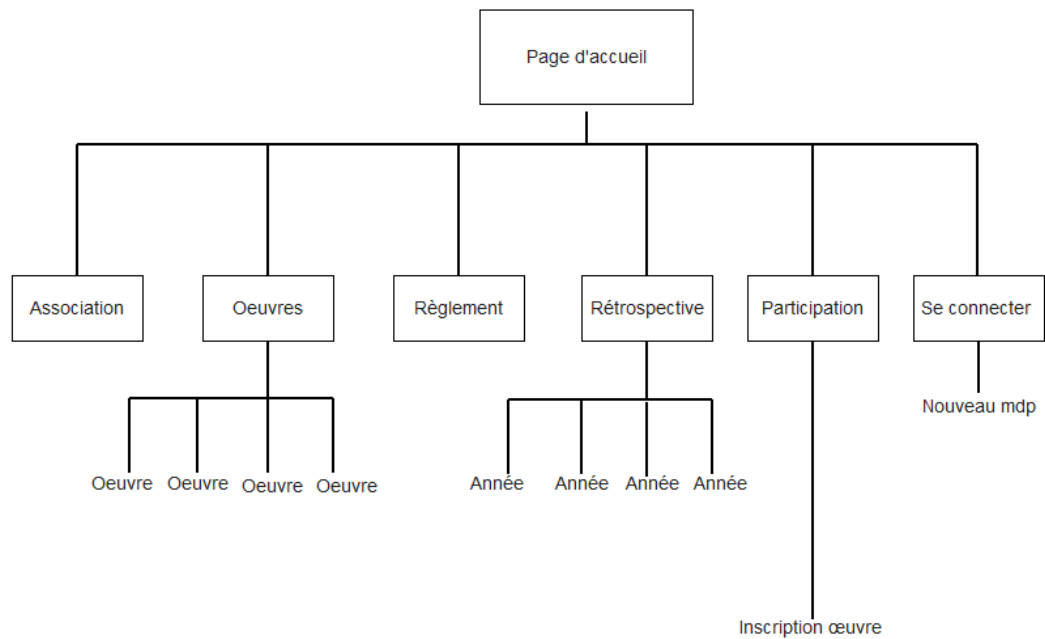 Page d'accueil
Association
Oeuvres
Règlement
Rétrospective
Participation
Se connecter
Nouveau mdp
Oeuvre
Oeuvre
Oeuvre
Oeuvre
Année
Année
Année
Année
Inscription œuvre